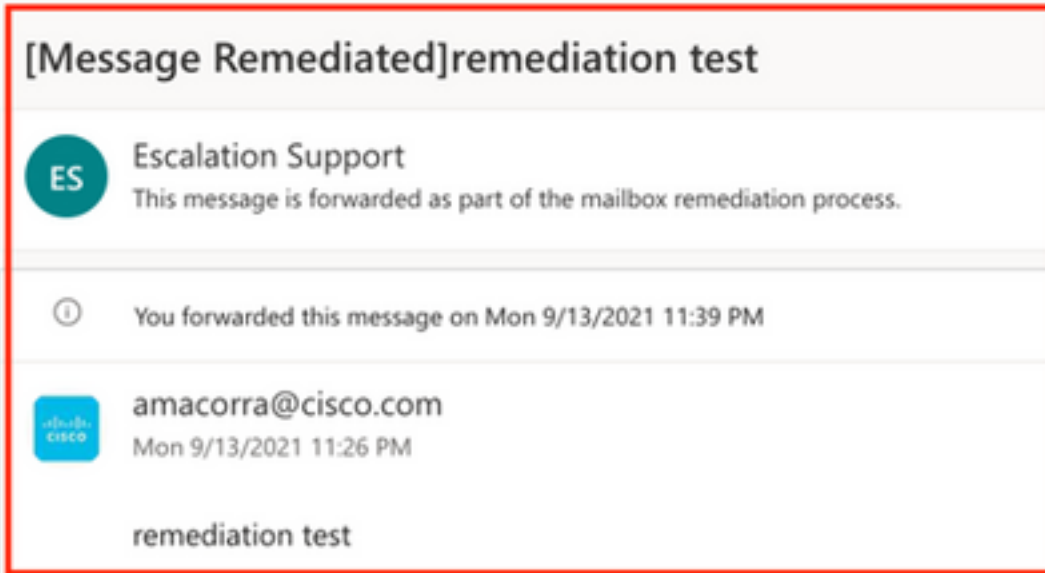 [Message Remediated]remediation test
ES
Escalation Support
This message is forwarded as part of the mailbox remediation process.
You forwarded this message on Mon 9/13/2021 11:39 PM
CISCO
amacorra@cisco.com
Mon 9/13/2021 11:26 PM
remediation test